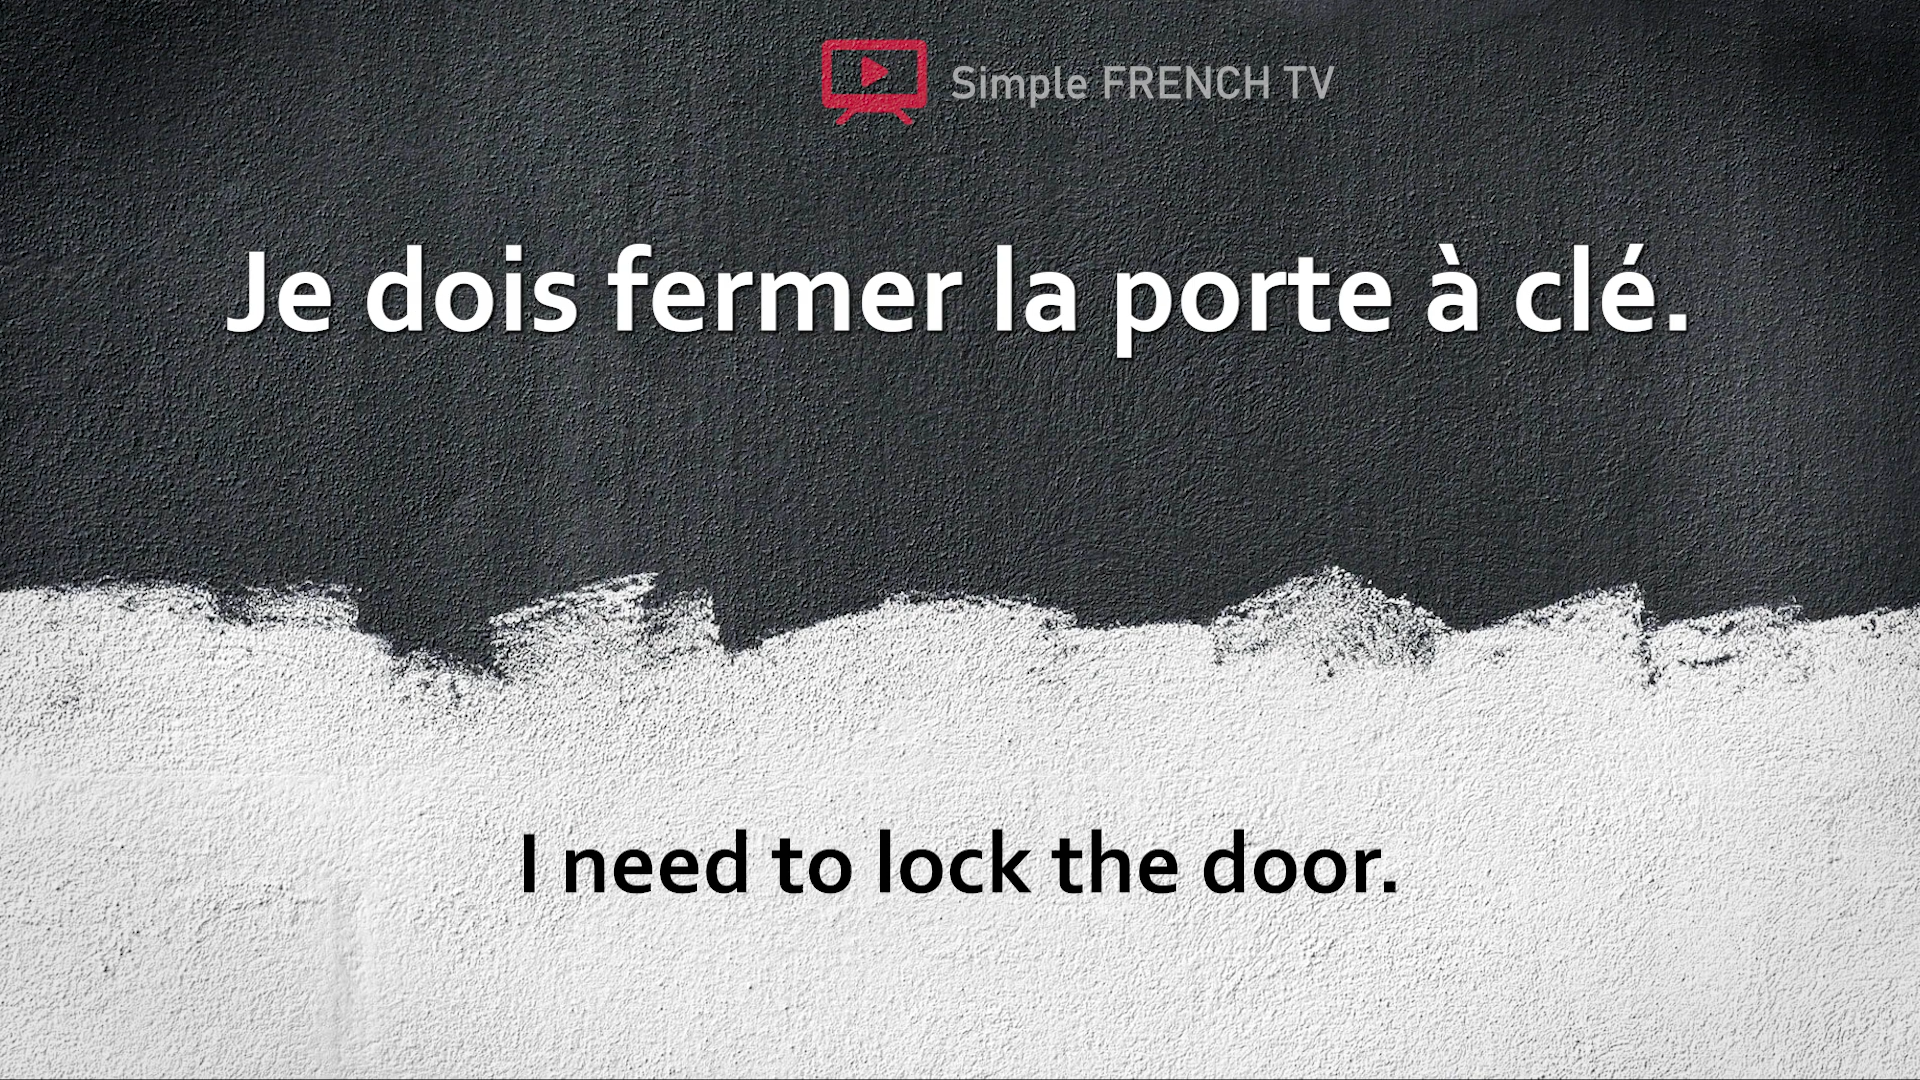 Simple FRENCH TV
Je dois fermer la porte à clé.
I need to lock the door.